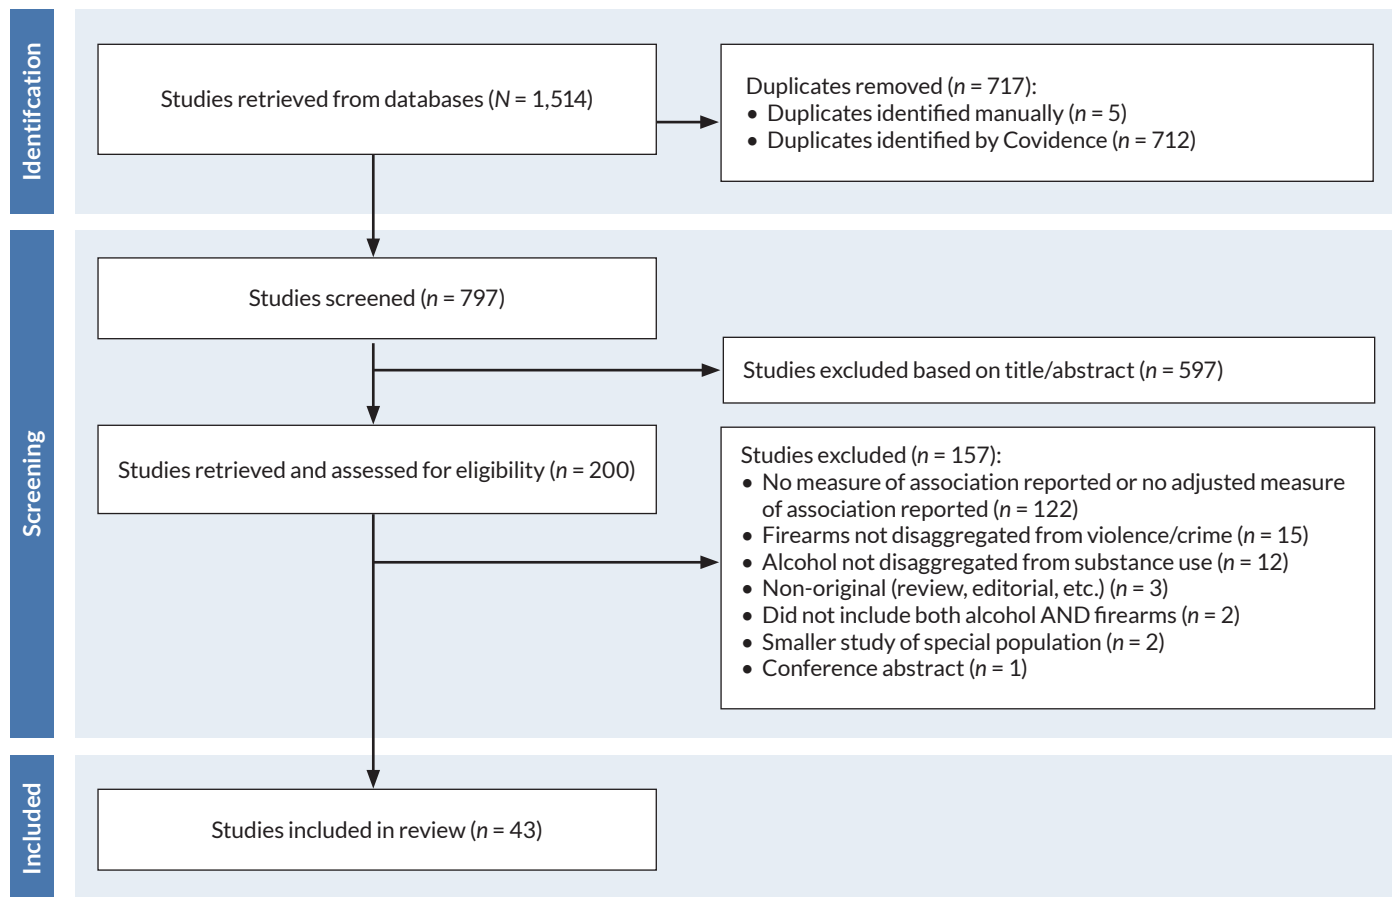 Identifcation
Studies retrieved from databases (N = 1,514)
Duplicates removed (n = 717):
• Duplicates identified manually (n = 5)
• Duplicates identified by Covidence (n = 712)
Screening
Studies screened (n = 797)
Studies excluded based on title/abstract (n = 597)
Studies retrieved and assessed for eligibility (n = 200)
Studies excluded (n = 157):
• No measure of association reported or no adjusted measure
of association reported (n = 122)
• Firearms not disaggregated from violence/crime (n = 15)
• Alcohol not disaggregated from substance use (n = 12)
• Non-original (review, editorial, etc.) (n = 3)
• Did not include both alcohol AND firearms (n = 2)
• Smaller study of special population (n = 2)
• Conference abstract (n = 1)
Included
Studies included in review (n = 43)